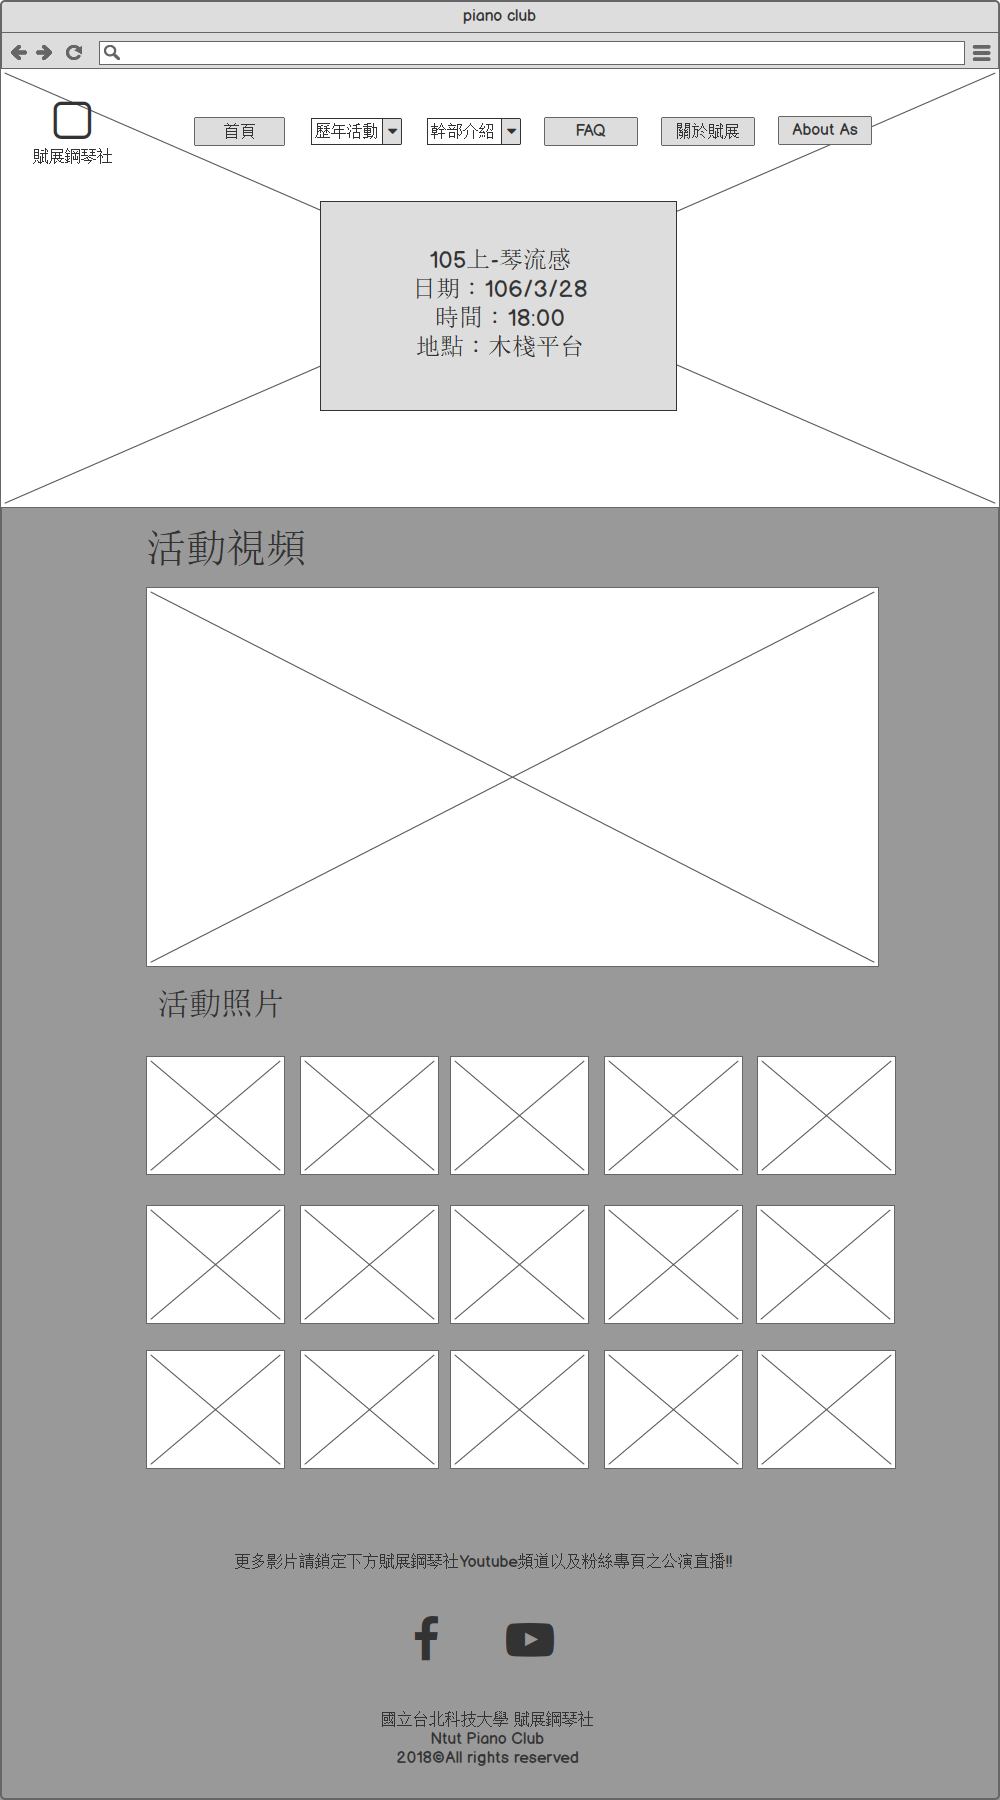 piano club
賦展鋼琴社
首頁
歷年活動
幹部介紹
FAQ
關於賦展
About As
105上-琴流感
日期：106/3/28
時間：18:00
地點：木棧平台
活動視頻
活動照片
更多影片請鎖定下方賦展鋼琴社Youtube頻道以及粉絲專頁之公演直播!!
國立台北科技大學 賦展鋼琴社
Ntut Piano Club
2018©All rights reserved